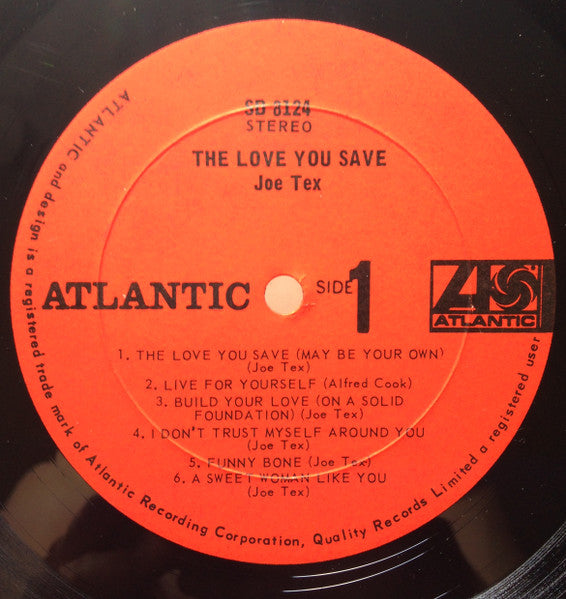 SD 8124
STEREO
THE LOVE YOU SAVE
Joe Tex
ATLANTIC
SIDE 1
ATLANTIC
1. THE LOVE YOU SAVE (MAY BE YOUR OWN)
(Joe Tex)
2. LIVE FOR YOURSELF (Alfred Cook)
3. BUILD YOUR LOVE (ON A SOLID
FOUNDATION) (Joe Tex)
4. I DON'T TRUST MYSELF AROUND YOU
(Joe Tex)
5. FUNNY BONE (Joe Tex)
6. A SWEET WOMAN LIKE YOU
(Joe Tex)
ATLANTIC and design is a registered trade mark of Atlantic Recording Corporation, Quality Records Limited a registered user